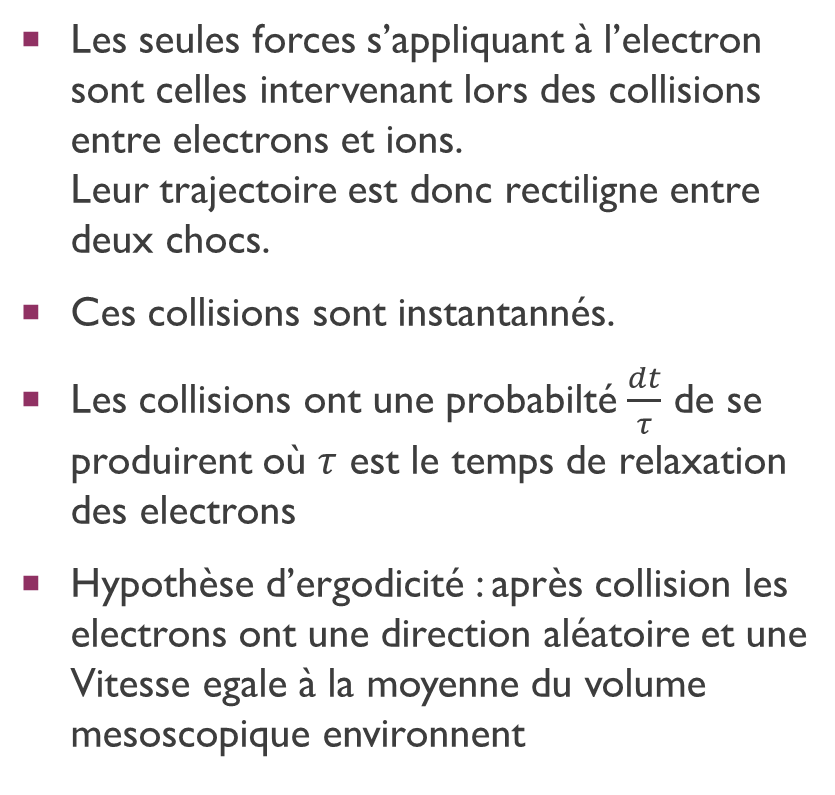 ▪ Les seules forces s’appliquant à l’electron
sont celles intervenant lors des collisions
entre electrons et ions.
Leur trajectoire est donc rectiligne entre
deux chocs.
▪ Ces collisions sont instantannés.
▪ Les collisions ont une probabilté dt/τ de se
produirent où τ est le temps de relaxation
des electrons
▪ Hypothèse d’ergodicité : après collision les
electrons ont une direction aléatoire et une
Vitesse egale à la moyenne du volume
mesoscopique environnent